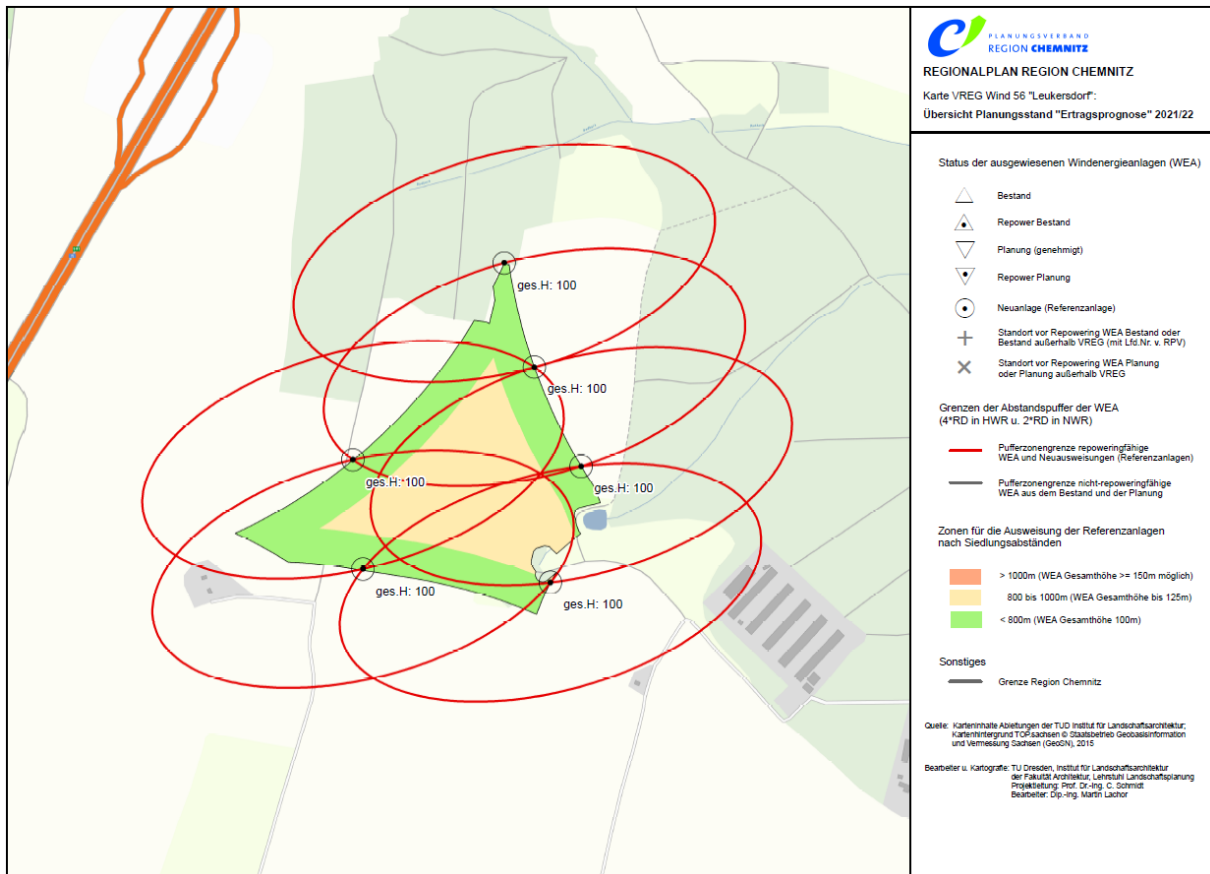 ges.H: 100
ges.H: 100
ges.H: 100
ges.H: 100
ges.H: 100
ges.H: 100
PLANUNGSVERBAND
REGION CHEMNITZ
REGIONALPLAN REGION CHEMNITZ
Karte VREG Wind 56 "Leukersdorf":
Übersicht Planungsstand "Ertragsprognose" 2021/22
Status der ausgewiesenen Windenergieanlagen (WEA)
Bestand
Repower Bestand
Planung (genehmigt)
Repower Planung
Neuanlage (Referenzanlage)
Standort vor Repowering WEA Bestand oder
Bestand außerhalb VREG (mit Lfd.Nr. v. RPV)
Standort vor Repowering WEA Planung
oder Planung außerhalb VREG
Grenzen der Abstandspuffer der WEA
(4*RD in HWR u. 2*RD in NWR)
Pufferzonengrenze repoweringfähige
WEA und Neuausweisungen (Referenzanlagen)
Pufferzonengrenze nicht-repoweringfähige
WEA aus dem Bestand und der Planung
Zonen für die Ausweisung der Referenzanlagen
nach Siedlungsabständen
> 1000m (WEA Gesamthöhe >= 150m möglich)
800 bis 1000m (WEA Gesamthöhe bis 125m)
< 800m (WEA Gesamthöhe 100m)
Sonstiges
Grenze Region Chemnitz
Quelle: Karteninhalte Ableitungen der TUD Institut für Landschaftsarchitektur;
Kartenhintergrund TOP.sachsen © Staatsbetrieb Geobasisinformation
und Vermessung Sachsen (GeoSN), 2015
Bearbeiter u. Kartografie: TU Dresden, Institut für Landschaftsarchitektur
der Fakultät Architektur, Lehrstuhl Landschaftsplanung
Projektleitung: Prof. Dr.-Ing. C. Schmidt
Bearbeiter: Dip.-Ing. Martin Lachor